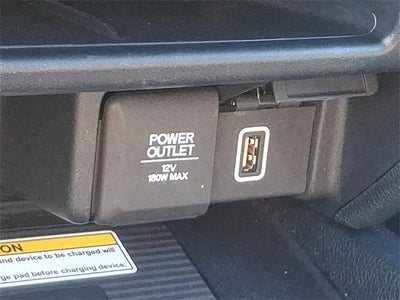 POWER
OUTLET
12V
180W MAX
ON
and device to be charged will
ge pad before charging device.